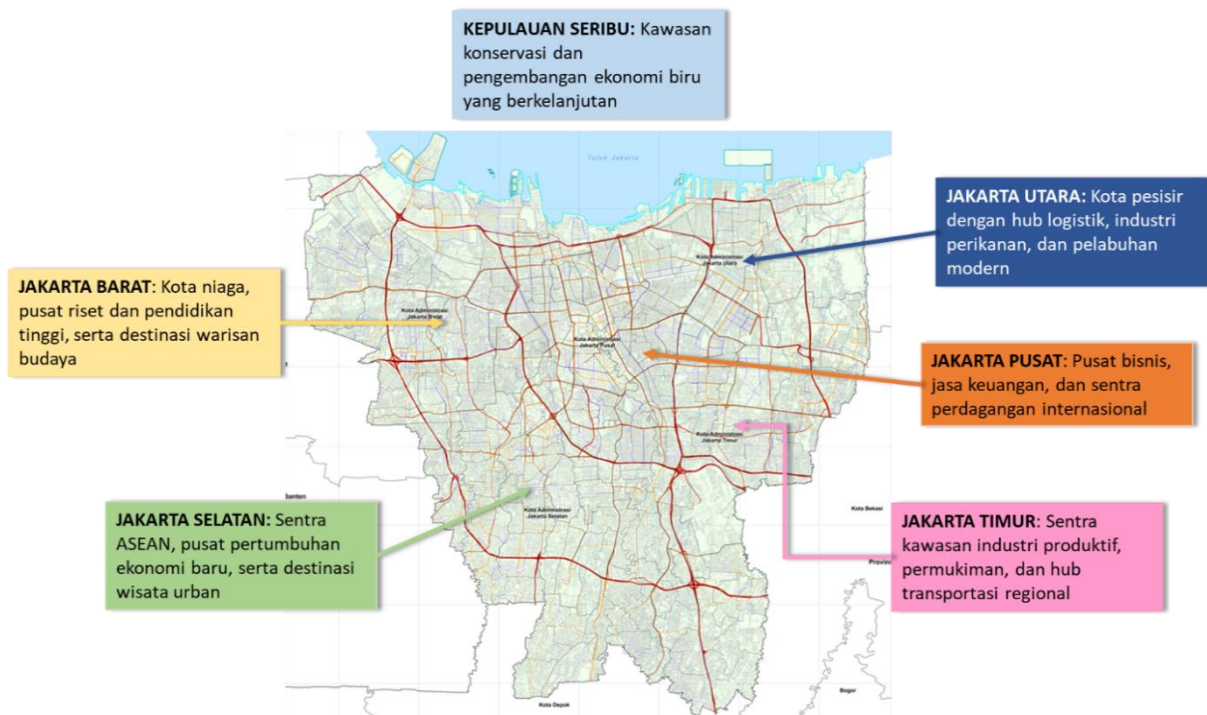 KEPULAUAN SERIBU: Kawasan
konservasi dan
pengembangan ekonomi biru
yang berkelanjutan
Teluk Jakarta
JAKARTA UTARA: Kota pesisir
dengan hub logistik, industri
perikanan, dan pelabuhan
modern
Kota Administrasi
Jakarta Utara
JAKARTA BARAT: Kota niaga,
pusat riset dan pendidikan
tinggi, serta destinasi warisan
budaya
Kota Administrasi
Jakarta Barat
Kota Administrasi
Jakarta Pusat
JAKARTA PUSAT: Pusat bisnis,
jasa keuangan, dan sentra
perdagangan internasional
Kota Administrasi
Jakarta Timur
JAKARTA SELATAN: Sentra
ASEAN, pusat pertumbuhan
ekonomi baru, serta destinasi
wisata urban
Kota Administrasi
Jakarta Selatan
Kota Bekasi
JAKARTA TIMUR: Sentra
kawasan industri produktif,
permukiman, dan hub
transportasi regional
Bogor
Kota Depok